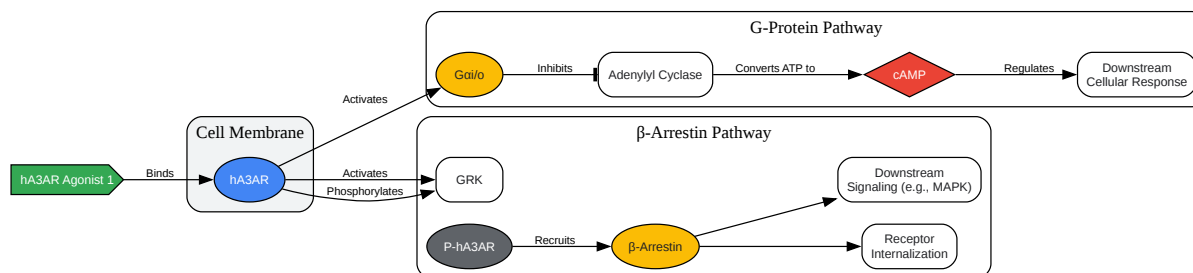 G-Protein Pathway
Gαi/o
Inhibits
Adenylyl Cyclase
Converts ATP to
cAMP
Regulates
Downstream
Cellular Response
Activates
Cell Membrane
β-Arrestin Pathway
hA3AR Agonist 1
Binds
hA3AR
Activates
Phosphorylates
GRK
Downstream
Signaling (e.g., MAPK)
P-hA3AR
Recruits
β-Arrestin
Receptor
Internalization